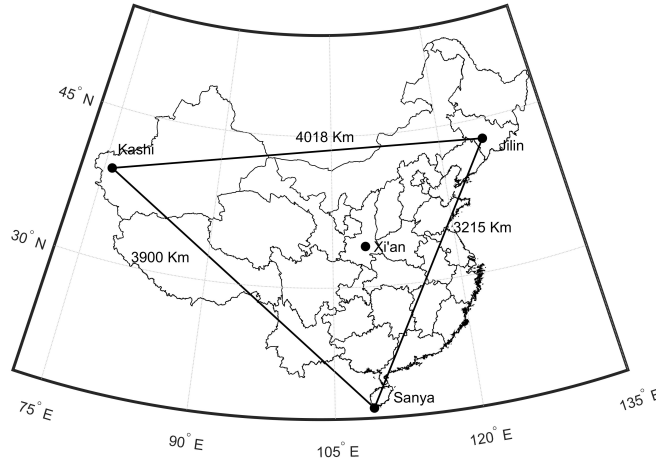 45° N
30° N
4018 Km
Kashi
Jilin
3215 Km
Xi'an
3900 Km
Sanya
75° E
90° E
105° E
120° E
135° E